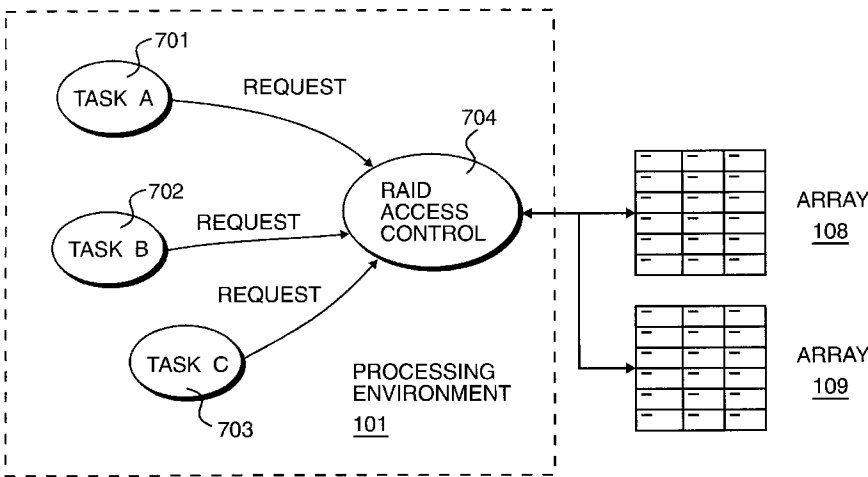 701
TASK A
REQUEST
704
RAID
ACCESS
CONTROL
702
TASK B
REQUEST
REQUEST
TASK C
703
PROCESSING
ENVIRONMENT
101
ARRAY
108
ARRAY
109